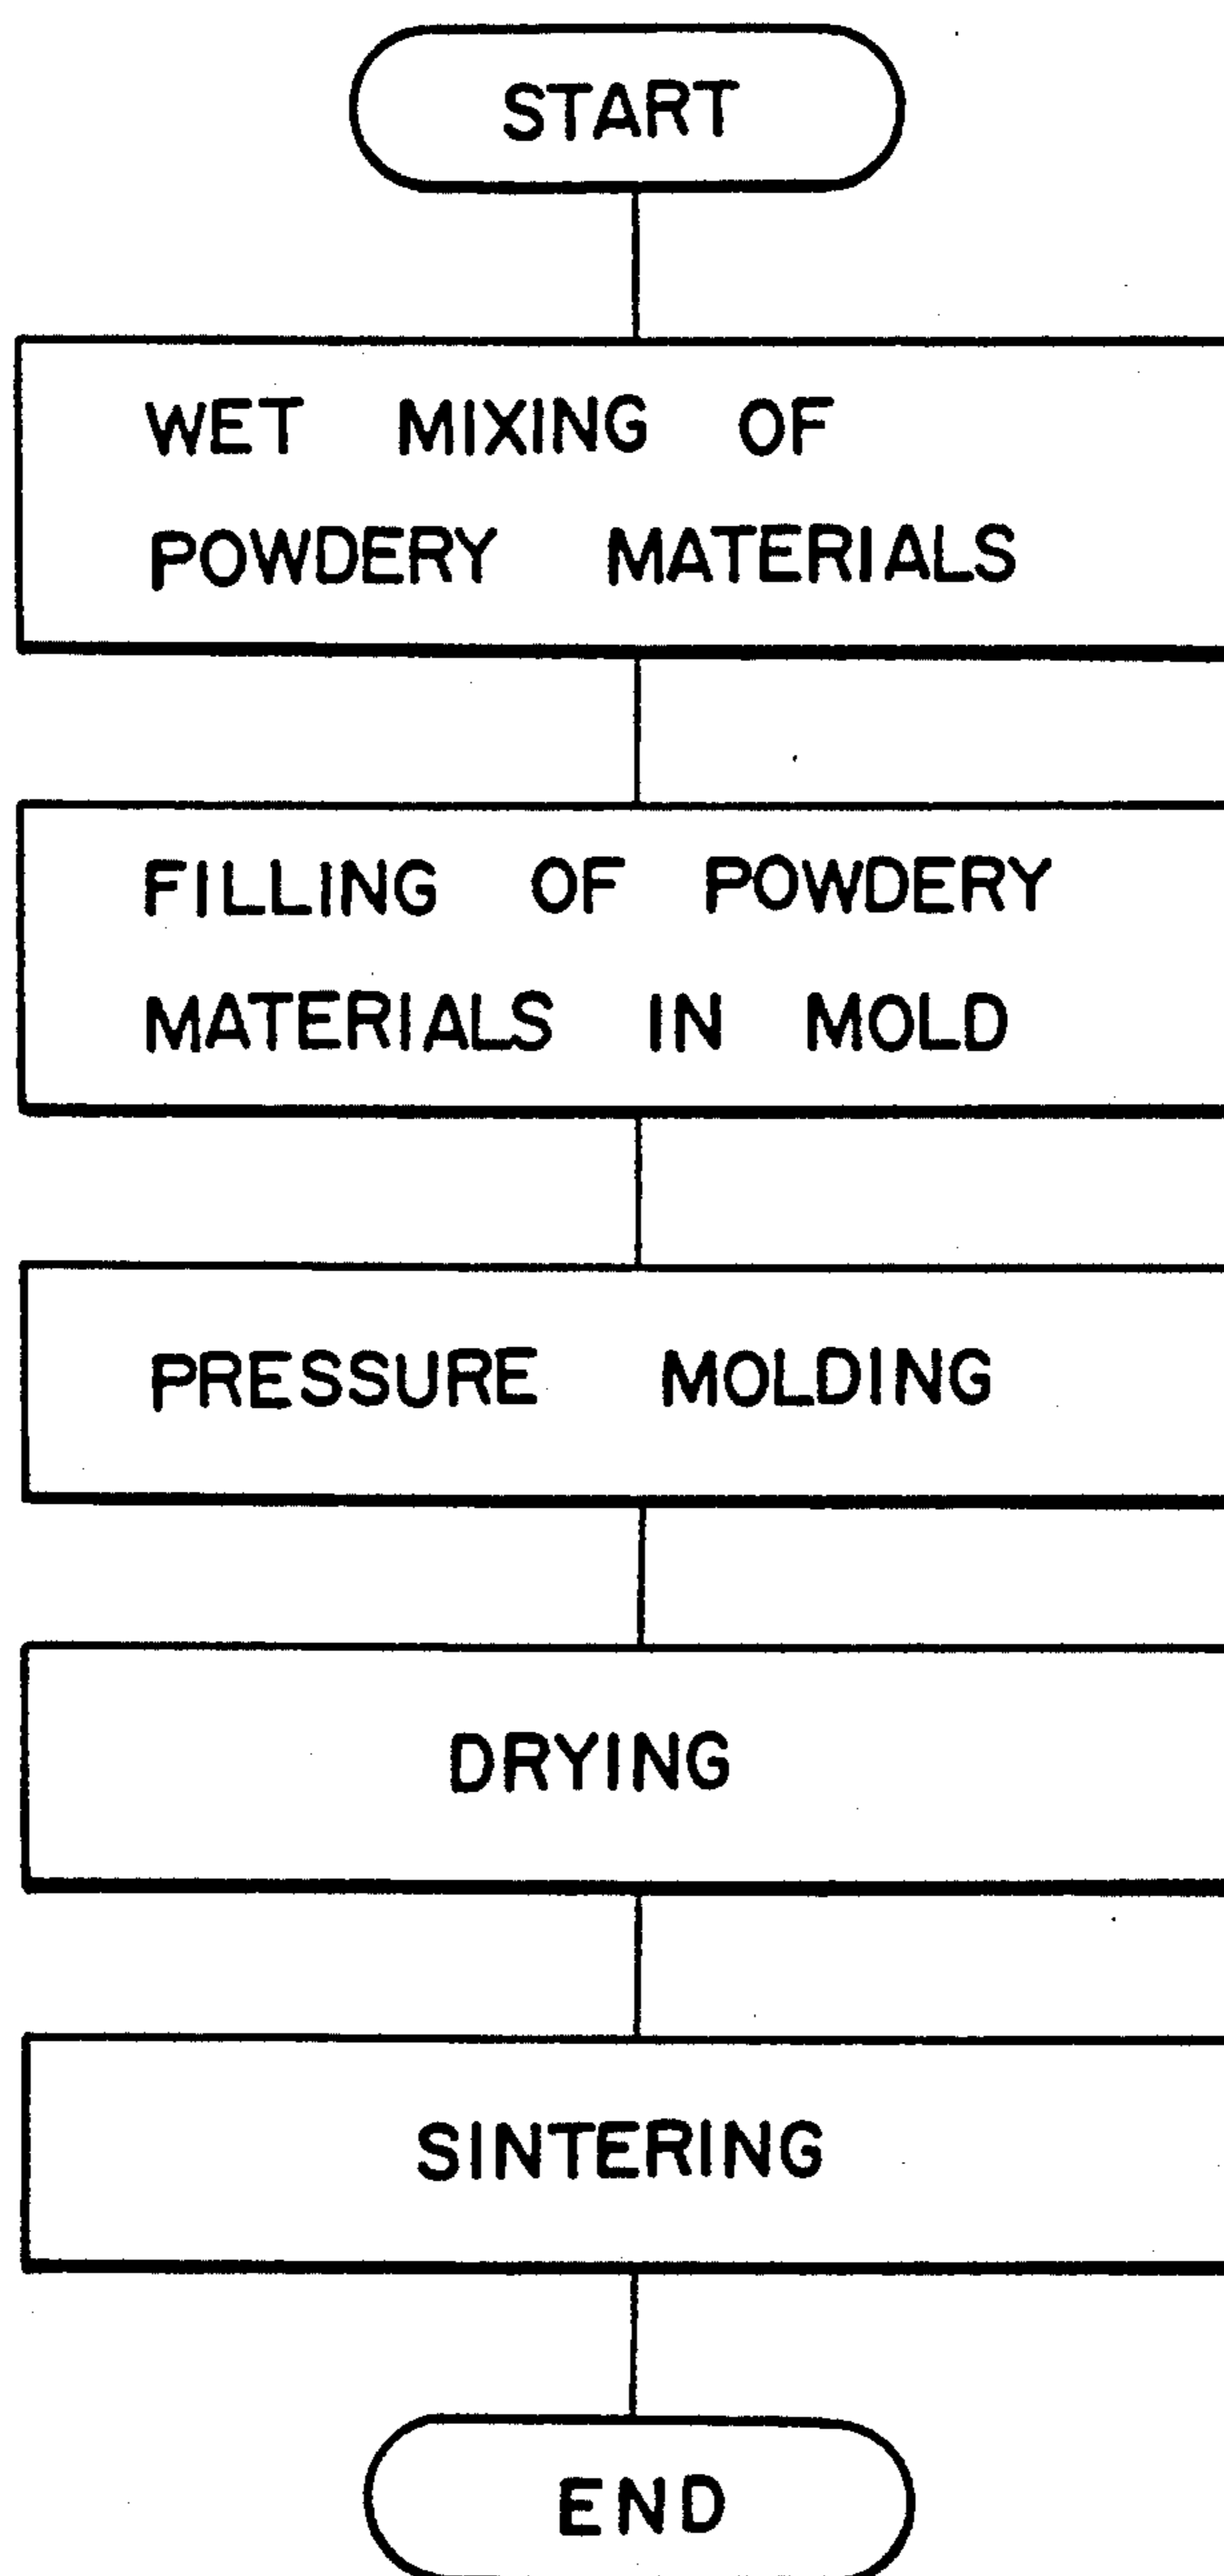 START
WET MIXING OF
POWDERY MATERIALS
FILLING OF POWDERY
MATERIALS IN MOLD
PRESSURE MOLDING
DRYING
SINTERING
END